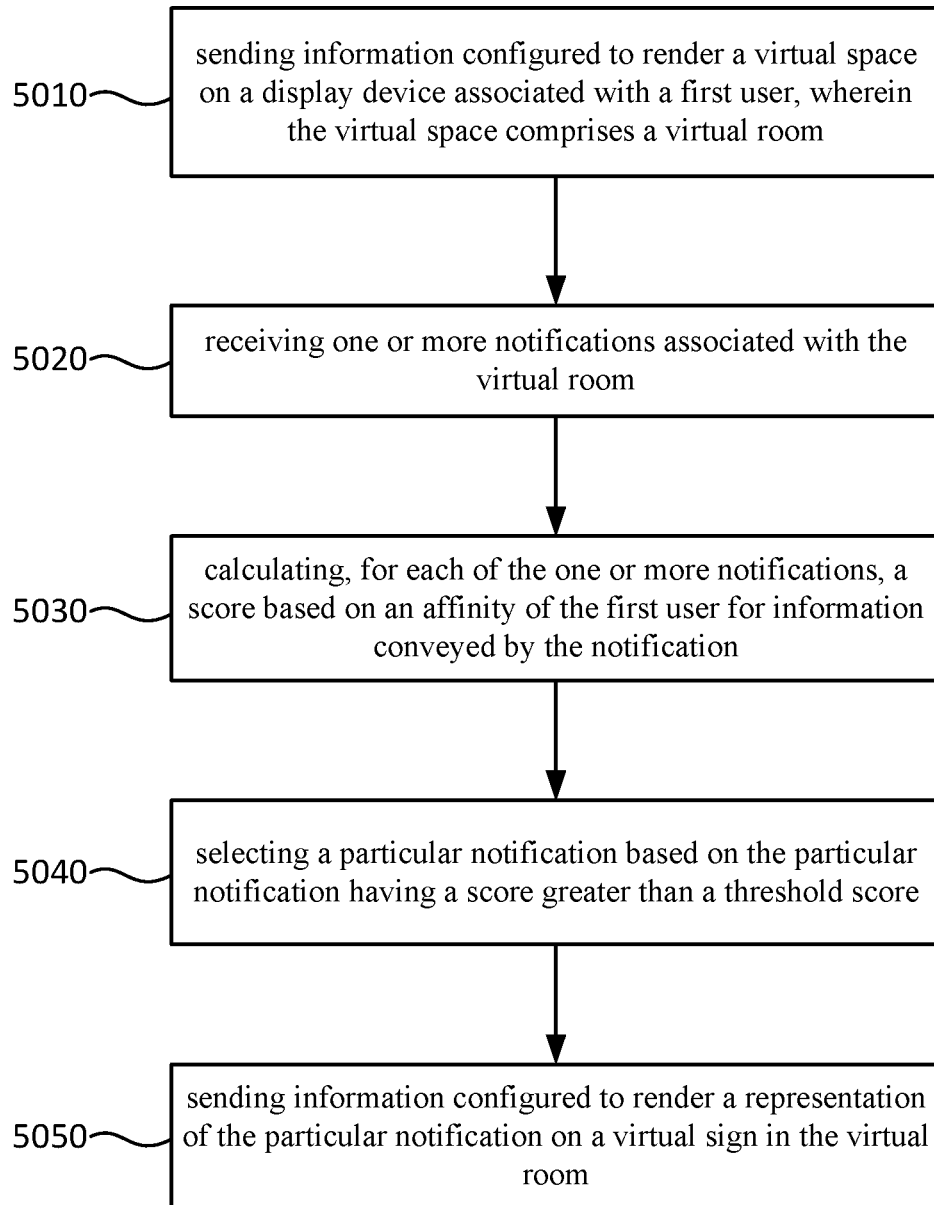 sending information configured to render a virtual space
5010
on a display device associated with a first user, wherein
the virtual space comprises a virtual room
5020
receiving one or more notifications associated with the
virtual room
5030
calculating, for each of the one or more notifications, a
score based on an affinity of the first user for information
conveyed by the notification
5040
selecting a particular notification based on the particular
notification having a score greater than a threshold score
5050
sending information configured to render a representation
of the particular notification on a virtual sign in the virtual
room